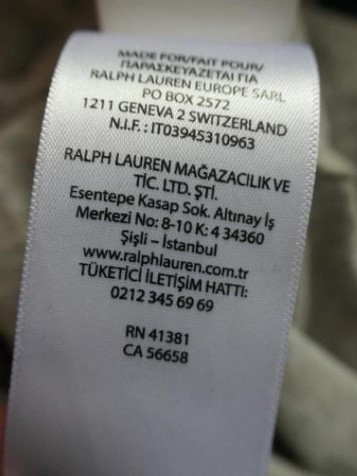 MADE FOR/FAIT POUR/
ΠΑΡΑΣΚΕΥΑΖΕΤΑΙ ΓΙΑ
RALPH LAUREN EUROPE SARL
PO BOX 2572
1211 GENEVA 2 SWITZERLAND
N.I.F.: IT03945310963
RALPH LAUREN MAĞAZACILIK VE
TİC. LTD. ŞTİ.
Esentepe Kasap Sok. Altınay İş
Merkezi No: 8-10 K: 4 34360
Şişli – İstanbul
www.ralphlauren.com.tr
TÜKETİCİ İLETİŞİM HATTI:
0212 345 69 69
RN 41381
CA 56658